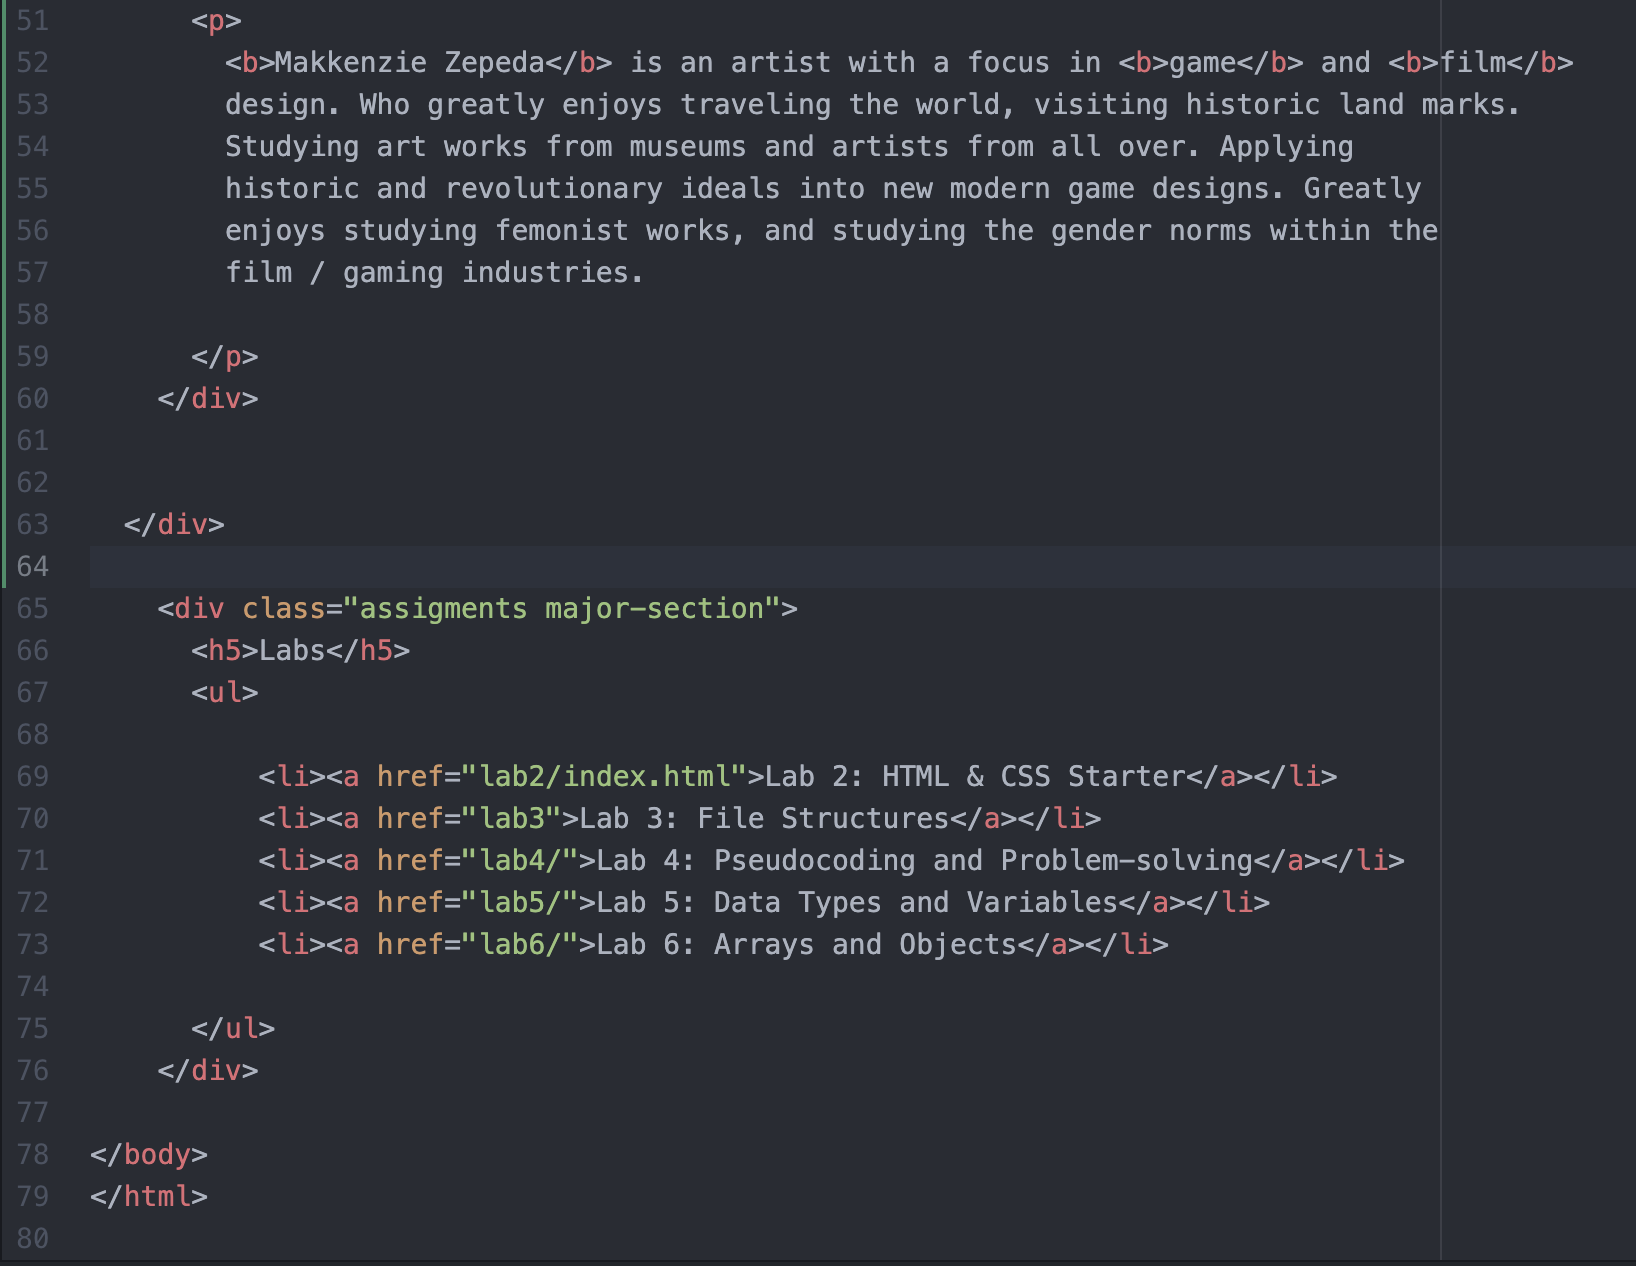 51 <p>
52 <b>Makkenzie Zepeda</b> is an artist with a focus in <b>game</b> and <b>film</b>
53 design. Who greatly enjoys traveling the world, visiting historic land marks.
54 Studying art works from museums and artists from all over. Applying
55 historic and revolutionary ideals into new modern game designs. Greatly
56 enjoys studying femonist works, and studying the gender norms within the
57 film / gaming industries.
58
59 </p>
60 </div>
61
62
63 </div>
64
65 <div class="assigments major-section">
66 <h5>Labs</h5>
67 <ul>
68
69 <li><a href="lab2/index.html">Lab 2: HTML & CSS Starter</a></li>
70 <li><a href="lab3">Lab 3: File Structures</a></li>
71 <li><a href="lab4/">Lab 4: Pseudocoding and Problem-solving</a></li>
72 <li><a href="lab5/">Lab 5: Data Types and Variables</a></li>
73 <li><a href="lab6/">Lab 6: Arrays and Objects</a></li>
74
75 </ul>
76 </div>
77
78 </body>
79 </html>
80